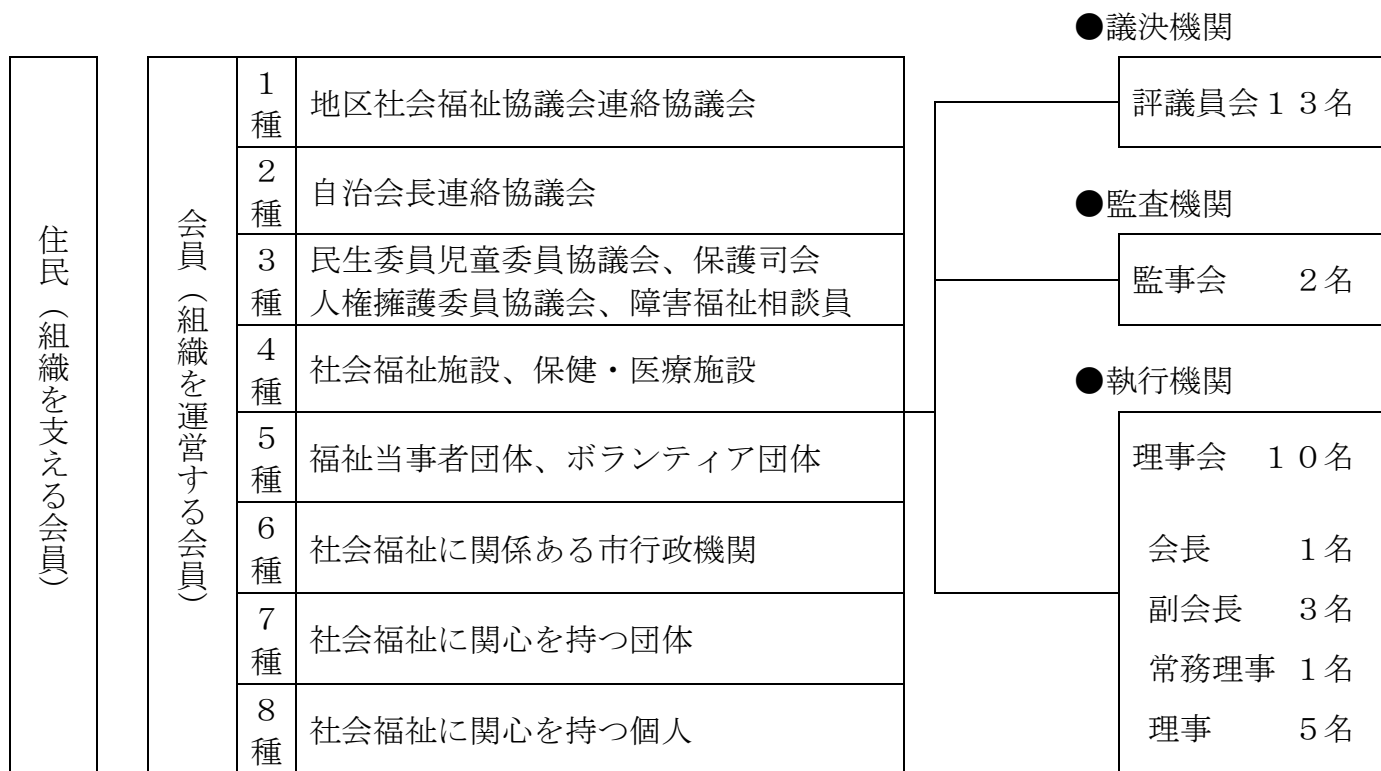 住民（組織を支える会員）
会員（組織を運営する会員）
１種
地区社会福祉協議会連絡協議会
２種
自治会長連絡協議会
３種
民生委員児童委員協議会、保護司会
人権擁護委員協議会、障害福祉相談員
４種
社会福祉施設、保健・医療施設
５種
福祉当事者団体、ボランティア団体
６種
社会福祉に関係ある市行政機関
７種
社会福祉に関心を持つ団体
８種
社会福祉に関心を持つ個人
●議決機関
評議員会１３名
●監査機関
監事会　　２名
●執行機関
理事会　１０名
会長　　　１名
副会長　　３名
常務理事　１名
理事　　　５名